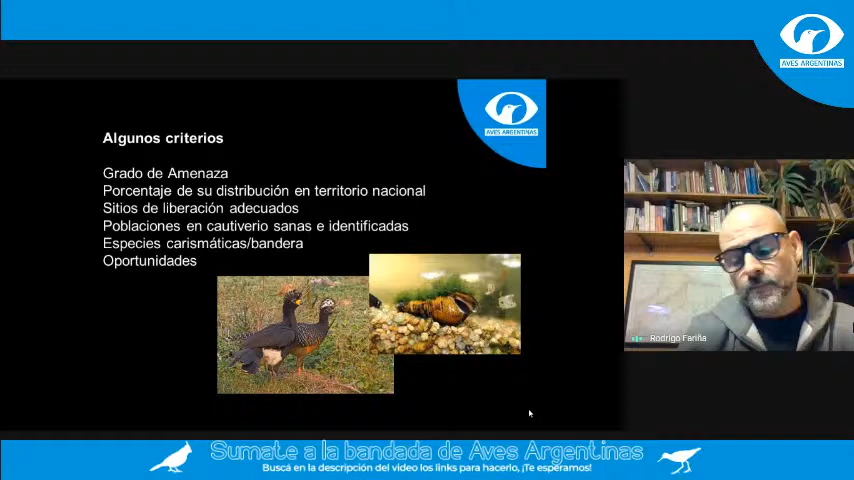 AVES ARGENTINAS
AVES ARGENTINAS
Algunos criterios
Grado de Amenaza
Porcentaje de su distribución en territorio nacional
Sitios de liberación adecuados
Poblaciones en cautiverio sanas e identificadas
Especies carismáticas/bandera
Oportunidades
Rodrigo Fariña
Sumate a la bandada de Aves Argentinas
Buscá en la descripción del video los links para hacerlo, ¡Te esperamos!